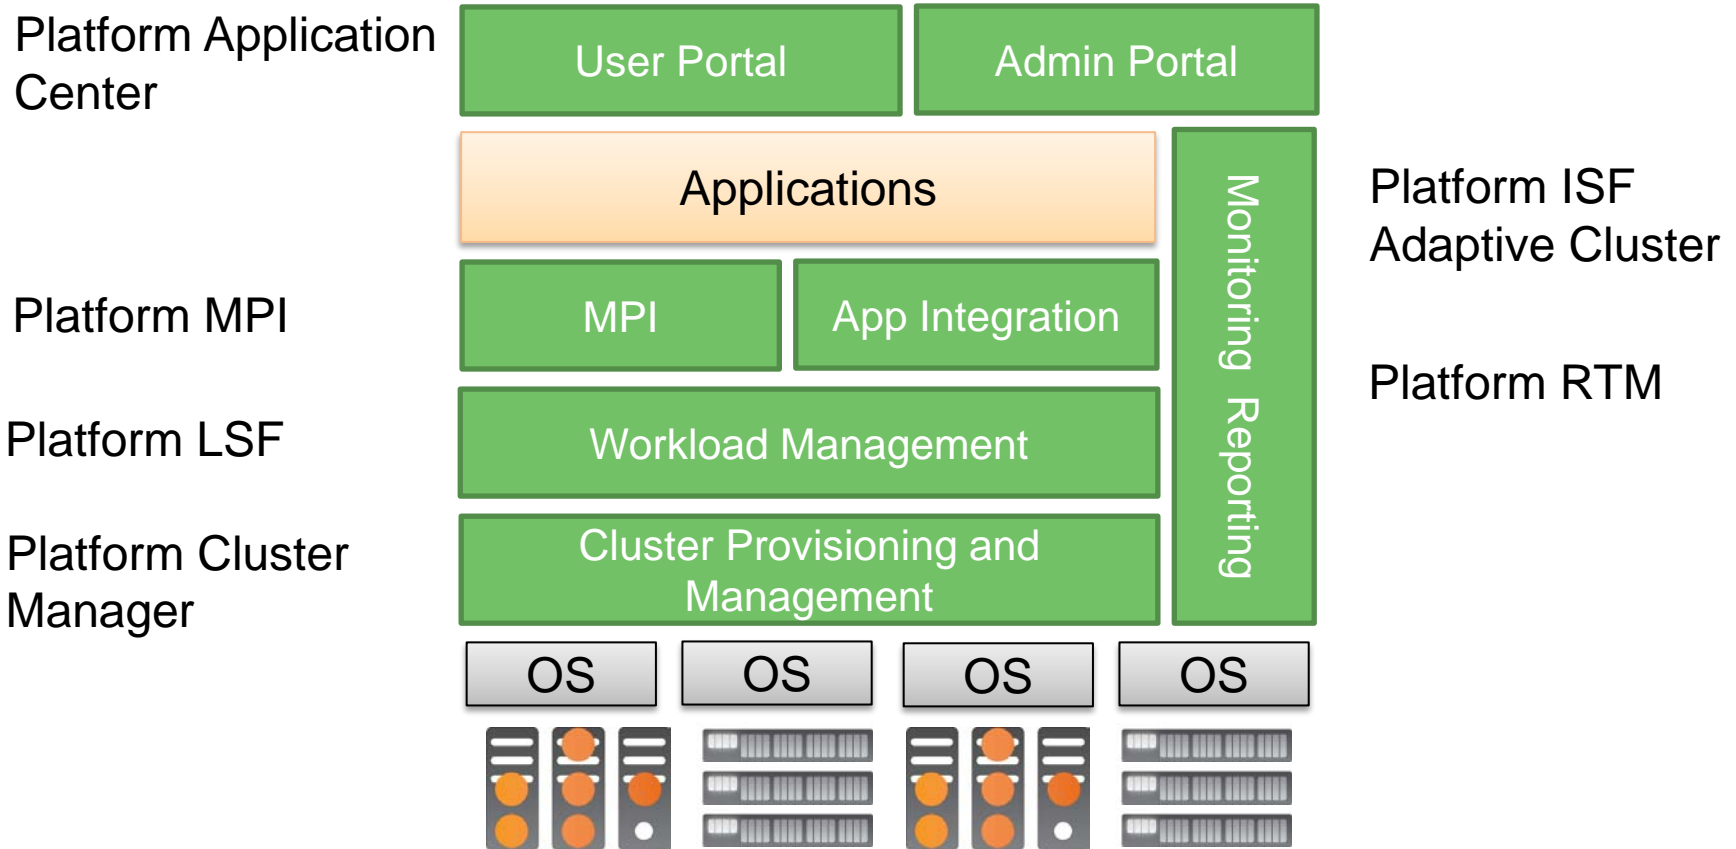 Platform Application
Center
User Portal
Admin Portal
Applications
Monitoring Reporting
Platform ISF
Adaptive Cluster
Platform MPI
MPI
App Integration
Platform RTM
Platform LSF
Workload Management
Platform Cluster
Manager
Cluster Provisioning and
Management
OS
OS
OS
OS